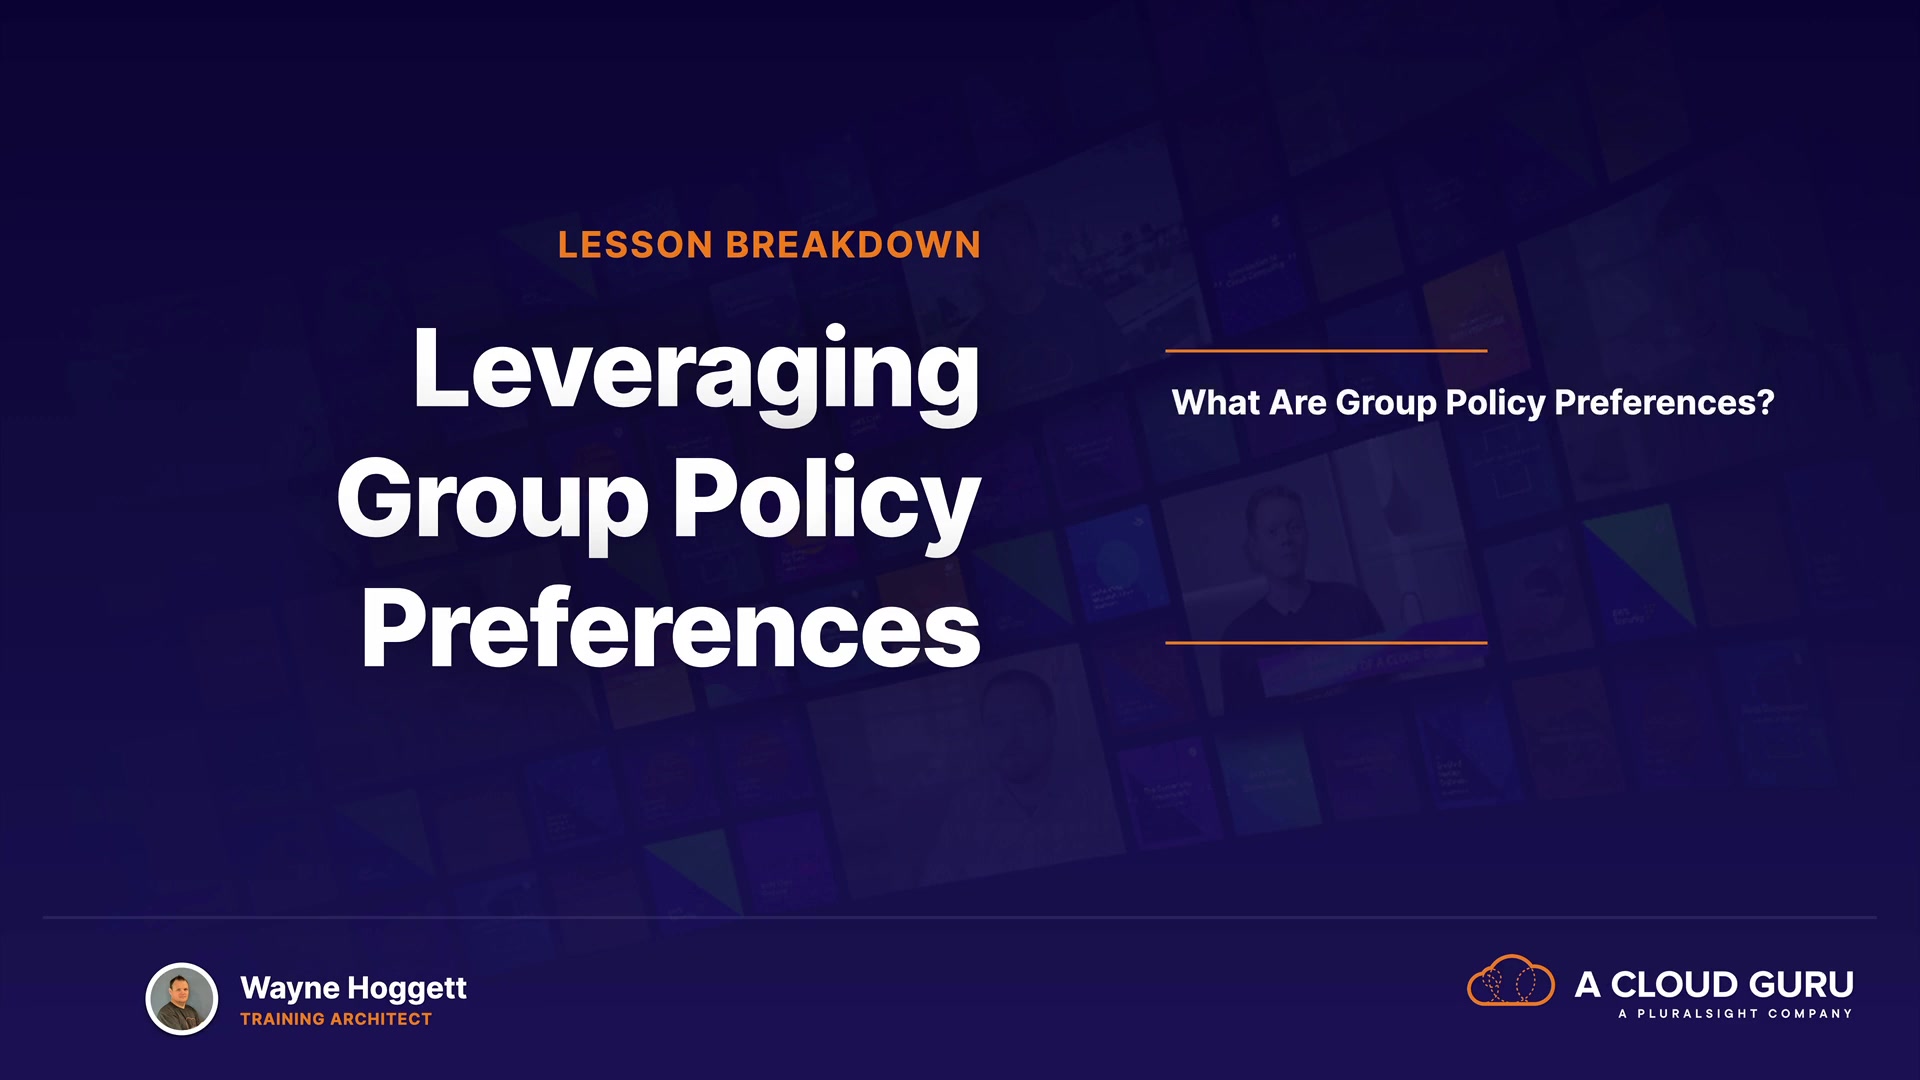 LESSON BREAKDOWN
Leveraging
Group Policy
Preferences
What Are Group Policy Preferences?
Wayne Hoggett
TRAINING ARCHITECT
A CLOUD GURU
A PLURALSIGHT COMPANY